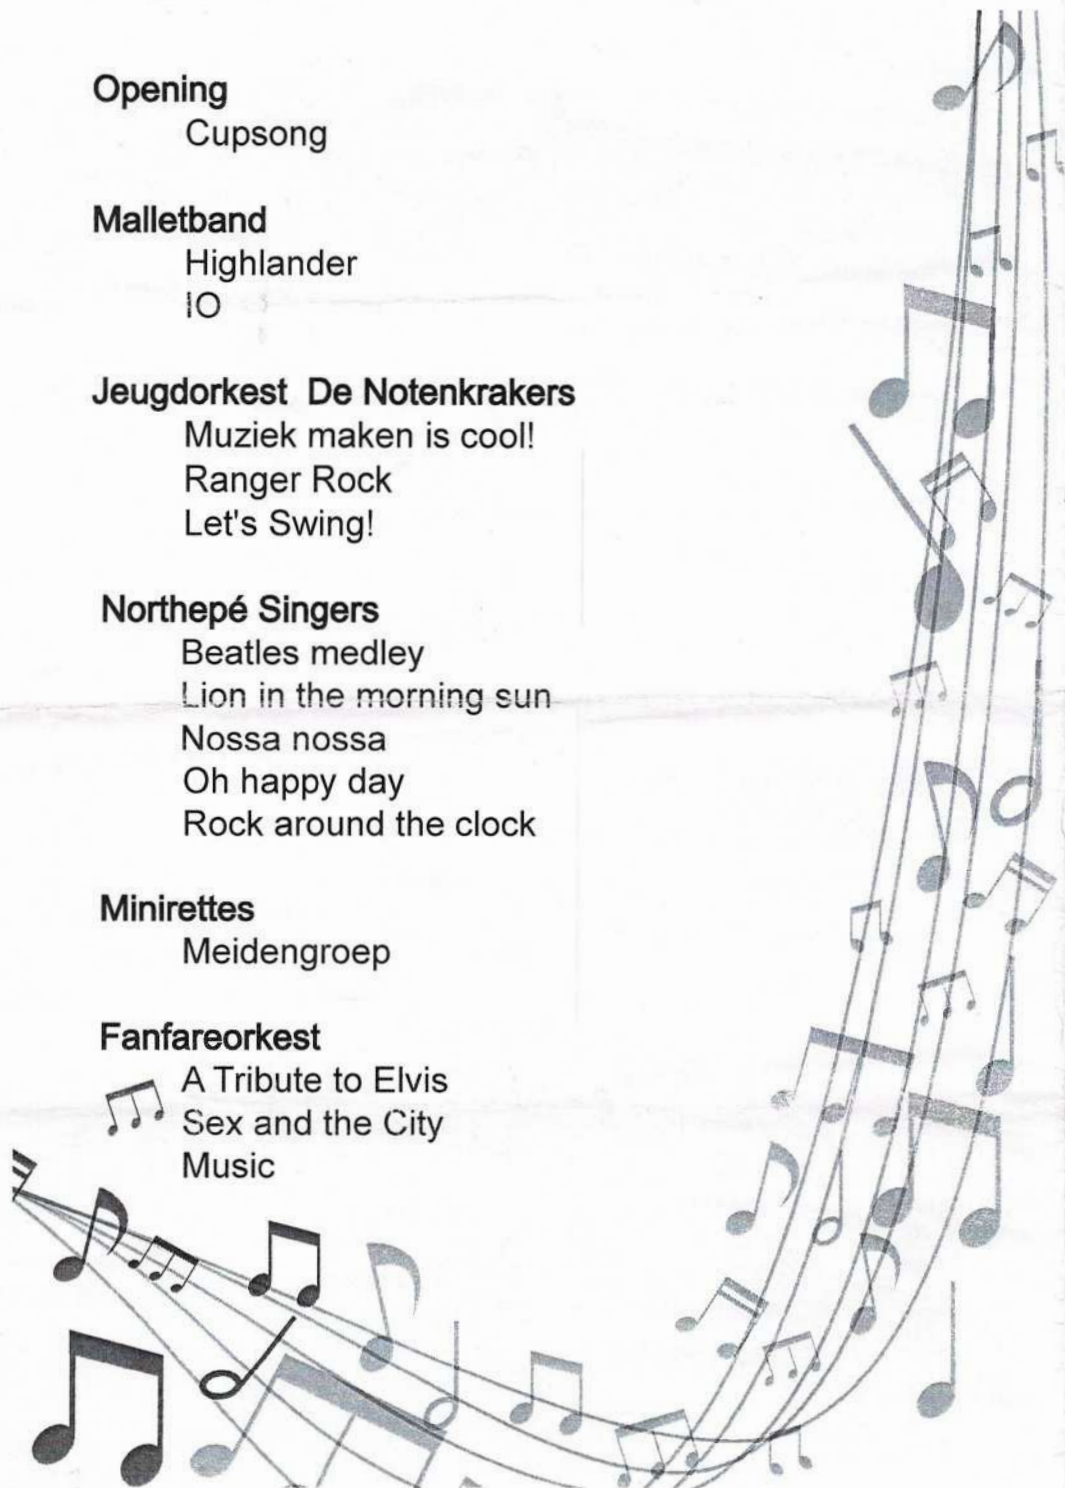 Opening
Cupsong
Malletband
Highlander
IO
Jeugdorkest De Notenkrakers
Muziek maken is cool!
Ranger Rock
Let's Swing!
Northepé Singers
Beatles medley
Lion in the morning sun
Nossa nossa
Oh happy day
Rock around the clock
Minirettes
Meidengroep
Fanfareorkest
A Tribute to Elvis
Sex and the City
Music